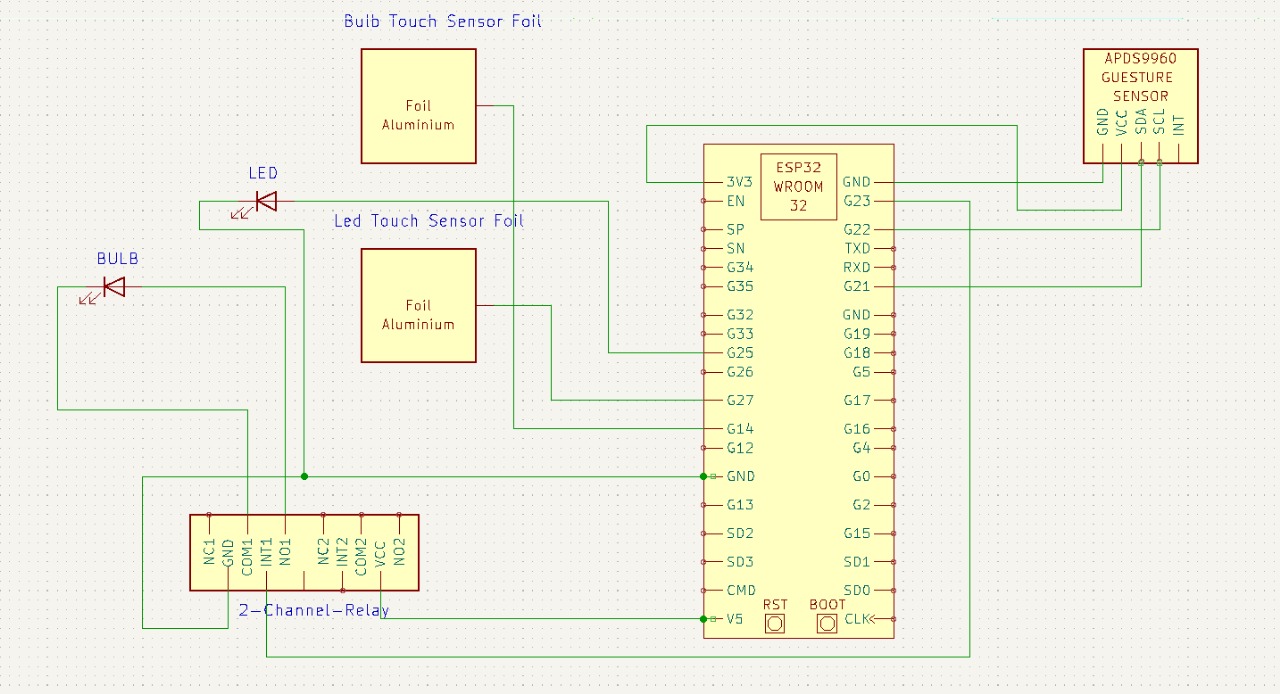 Bulb Touch Sensor Foil
Foil
Aluminium
LED
Led Touch Sensor Foil
Foil
Aluminium
BULB
NC1
GND
COM1
INT1
NO1
NC2
INT2
COM2
VCC
NO2
2-Channel-Relay
ESP32
WROOM
32
3V3
EN
SP
SN
G34
G35
G32
G33
G25
G26
G27
G14
G12
GND
G13
SD2
SD3
CMD
V5
GND
G23
G22
TXD
RXD
G21
GND
G19
G18
G5
G17
G16
G4
G0
G2
G15
SD1
SD0
CLK
RST
BOOT
APDS9960
GUESTURE
SENSOR
GND
VCC
SDA
SCL
INT